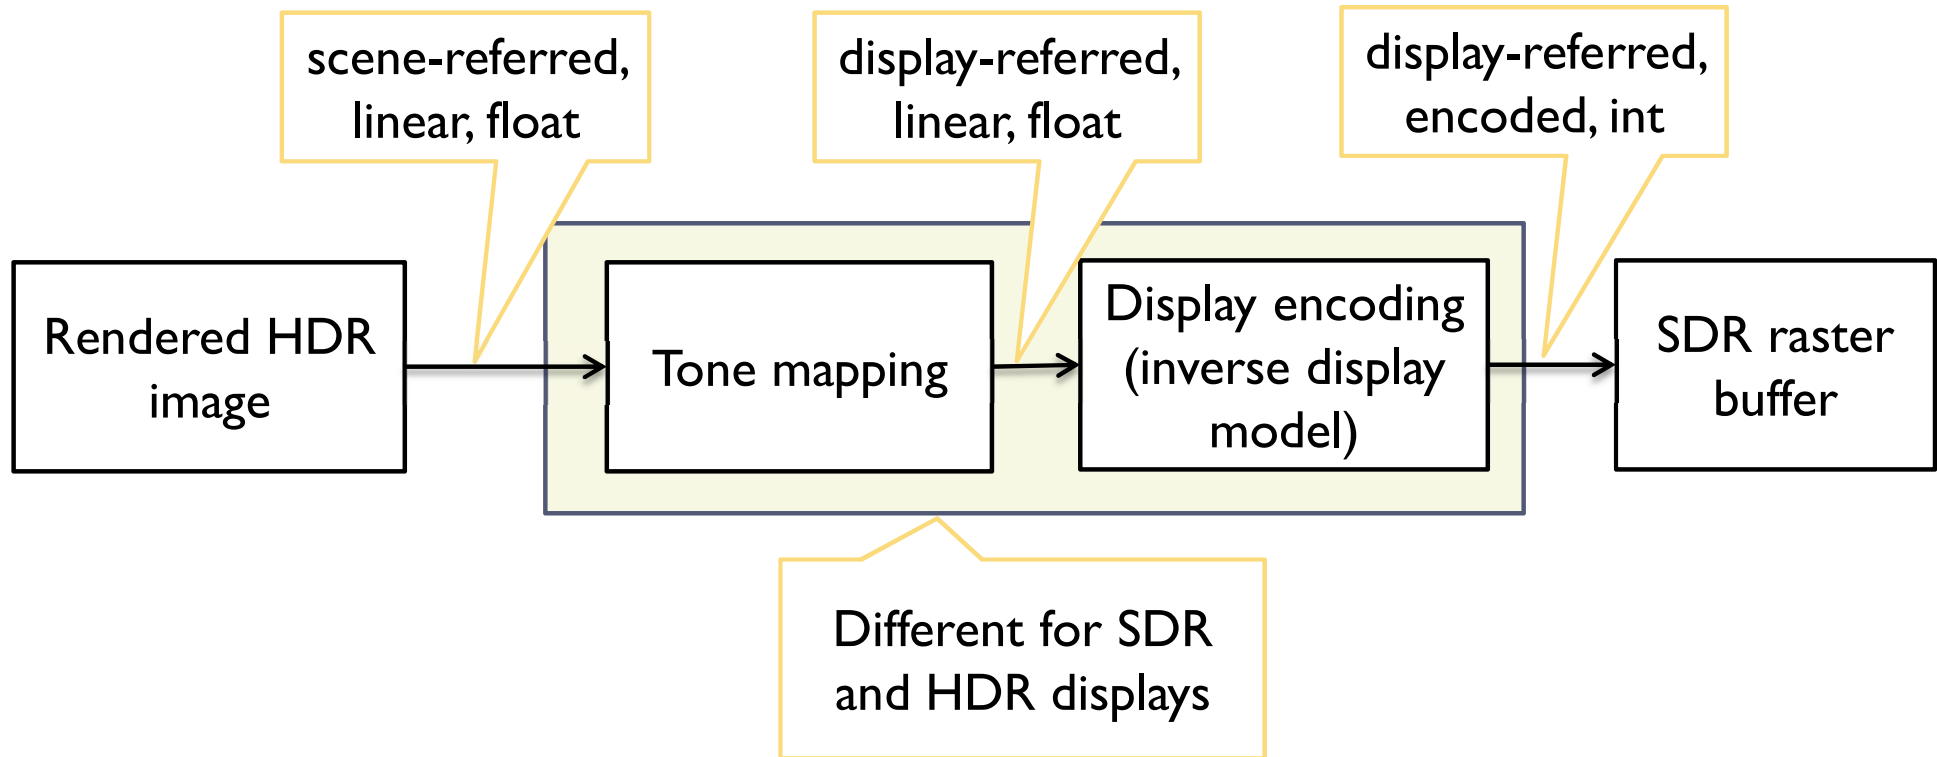 scene-referred,
linear, float
display-referred,
linear, float
display-referred,
encoded, int
Rendered HDR
image
Tone mapping
Display encoding
(inverse display
model)
SDR raster
buffer
Different for SDR
and HDR displays